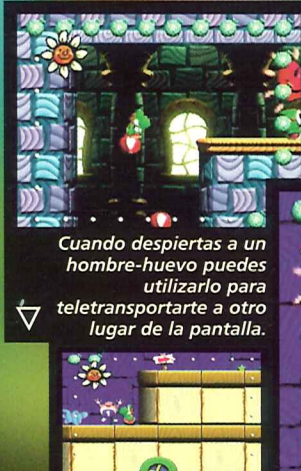 Cuando despiertas a un
hombre-huevo puedes
utilizarlo para
teletransportarte a otro
lugar de la pantalla.